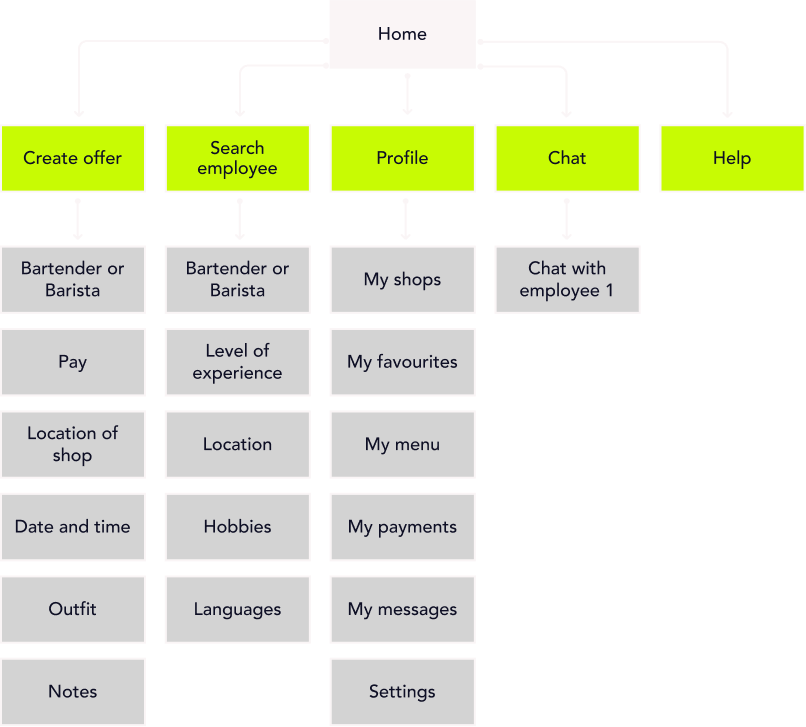 Home
Create offer
Search
employee
Profile
Chat
Help
Bartender or
Barista
Bartender or
Barista
My shops
Chat with
employee 1
Pay
Level of
experience
My favourites
Location of
shop
Location
My menu
Date and time
Hobbies
My payments
Outfit
Languages
My messages
Notes
Settings